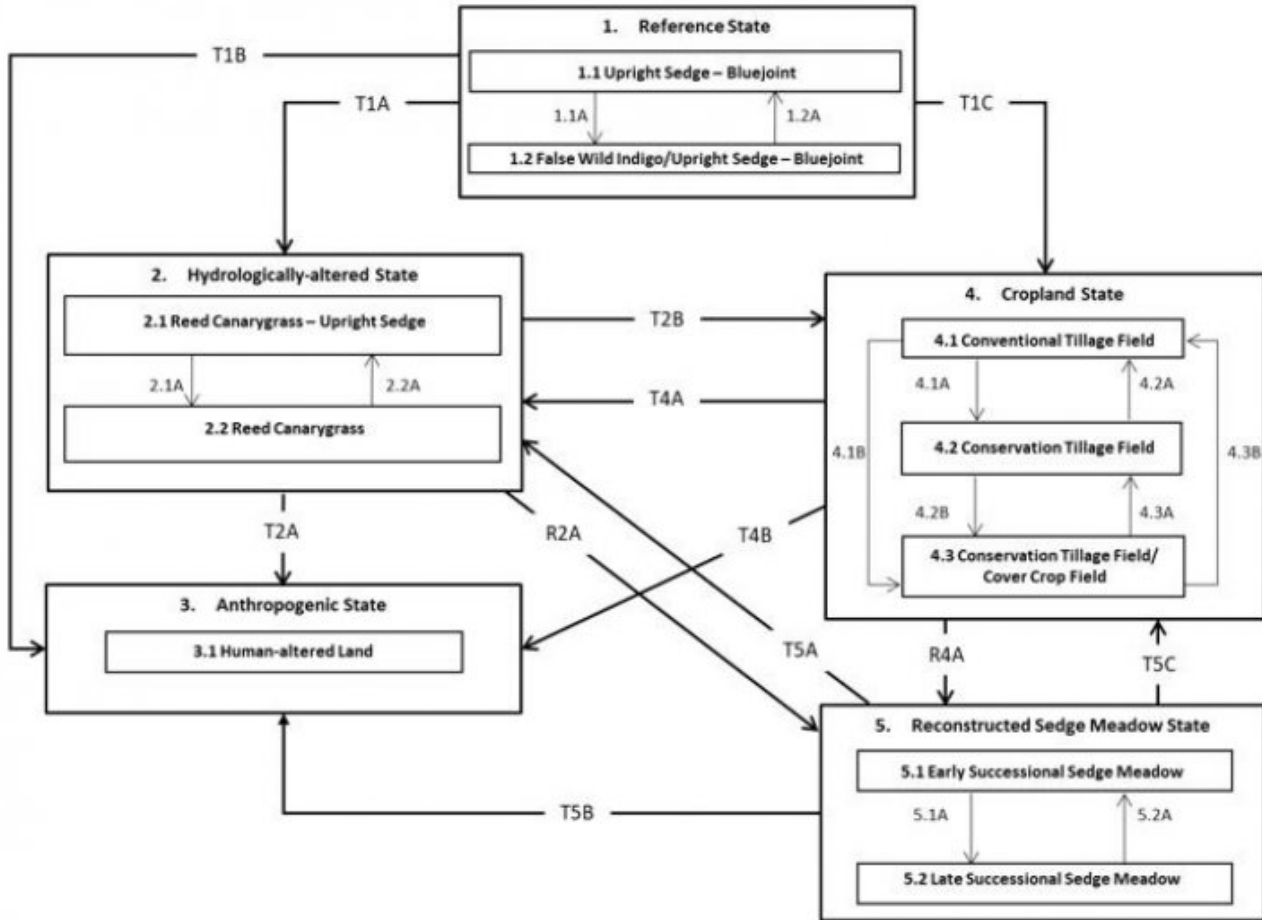 1. Reference State
T1B
1.1 Upright Sedge – Bluejoint
T1A
1.1A
1.2A
T1C
1.2 False Wild Indigo/Upright Sedge – Bluejoint
2. Hydrologically-altered State
2.1 Reed Canarygrass – Upright Sedge
2.1A
2.2A
2.2 Reed Canarygrass
T2B
T4A
4. Cropland State
4.1 Conventional Tillage Field
4.1A
4.2A
4.2 Conservation Tillage Field
4.1B
4.3B
4.2B
4.3A
4.3 Conservation Tillage Field/
Cover Crop Field
T2A
R2A
T4B
3. Anthropogenic State
3.1 Human-altered Land
T5A
R4A
T5C
5. Reconstructed Sedge Meadow State
5.1 Early Successional Sedge Meadow
T5B
5.1A
5.2A
5.2 Late Successional Sedge Meadow